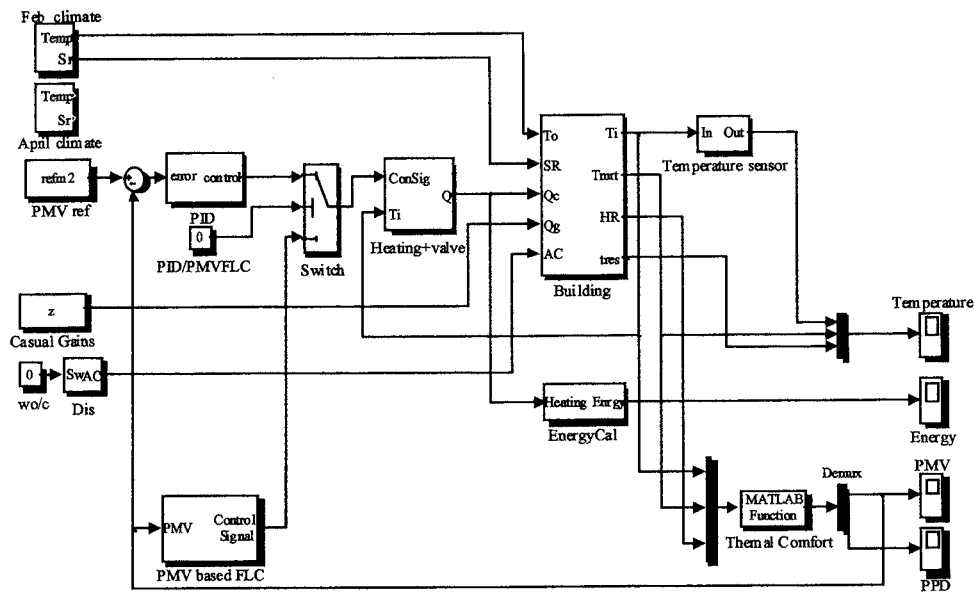 Feb climate
Temp
Sr
Temp
Sr
April climate
refm2
PMV ref
+
-
error control
PID
0
PID/PMVFLC
Switch
ConSig
Q
Ti
Heating+valve
To
SR
Qc
Qg
AC
Ti
Tmrt
HR
tres
Building
In Out
Temperature sensor
z
Casual Gains
0
wo/c
SwAC
Dis
Heating Enrgy
EnergyCal
Temperature
Energy
PMV
Control
Signal
PMV based FLC
MATLAB
Function
Themal Comfort
Demux
PMV
PPD